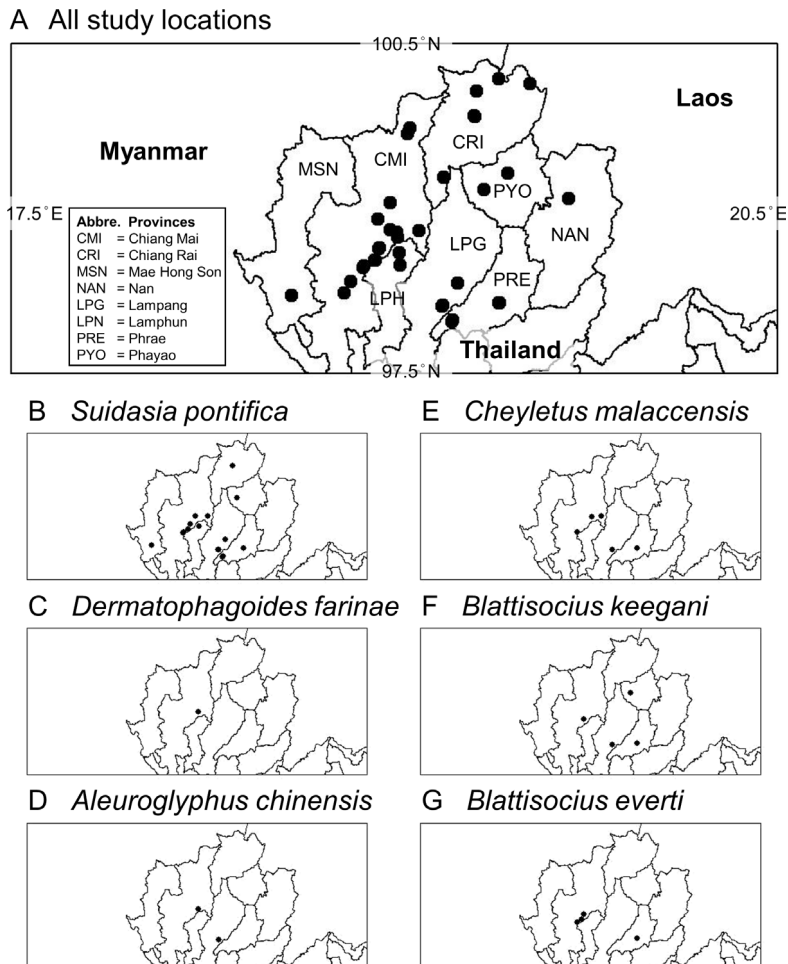 A All study locations
100.5°N
Laos
Myanmar
CRI
CMI
MSN
PYO
17.5°E
20.5°E
Abbre. Provinces
CMI = Chiang Mai
CRI = Chiang Rai
MSN = Mae Hong Son
NAN = Nan
LPG = Lampang
LPN = Lamphun
PRE = Phrae
PYO = Phayao
NAN
LPG
PRE
LPH
Thailand
97.5°N
B Suidasia pontifica
E Cheyletus malaccensis
C Dermatophagoides farinae
F Blattisocius keegani
D Aleuroglyphus chinensis
G Blattisocius everti